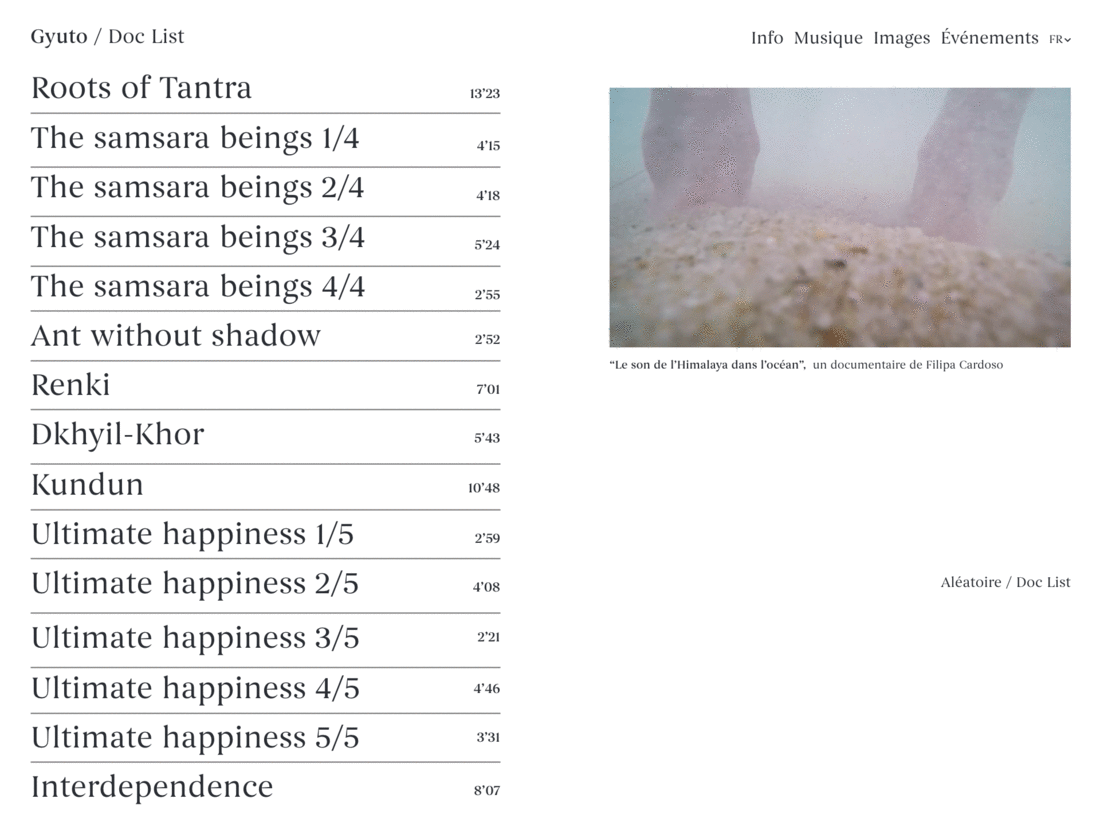 Gyuto / Doc List
Info Musique Images Événements FR
Roots of Tantra 13’23
The samsara beings 1/4 4’15
The samsara beings 2/4 4’18
The samsara beings 3/4 5’24
The samsara beings 4/4 2’55
Ant without shadow 2’52
Renki 7’01
Dkhyil-Khor 5’43
Kundun 10’48
Ultimate happiness 1/5 2’59
Ultimate happiness 2/5 4’08
Ultimate happiness 3/5 2’21
Ultimate happiness 4/5 4’46
Ultimate happiness 5/5 3’31
Interdependence 8’07
“Le son de l’Himalaya dans l’océan”, un documentaire de Filipa Cardoso
Aléatoire / Doc List